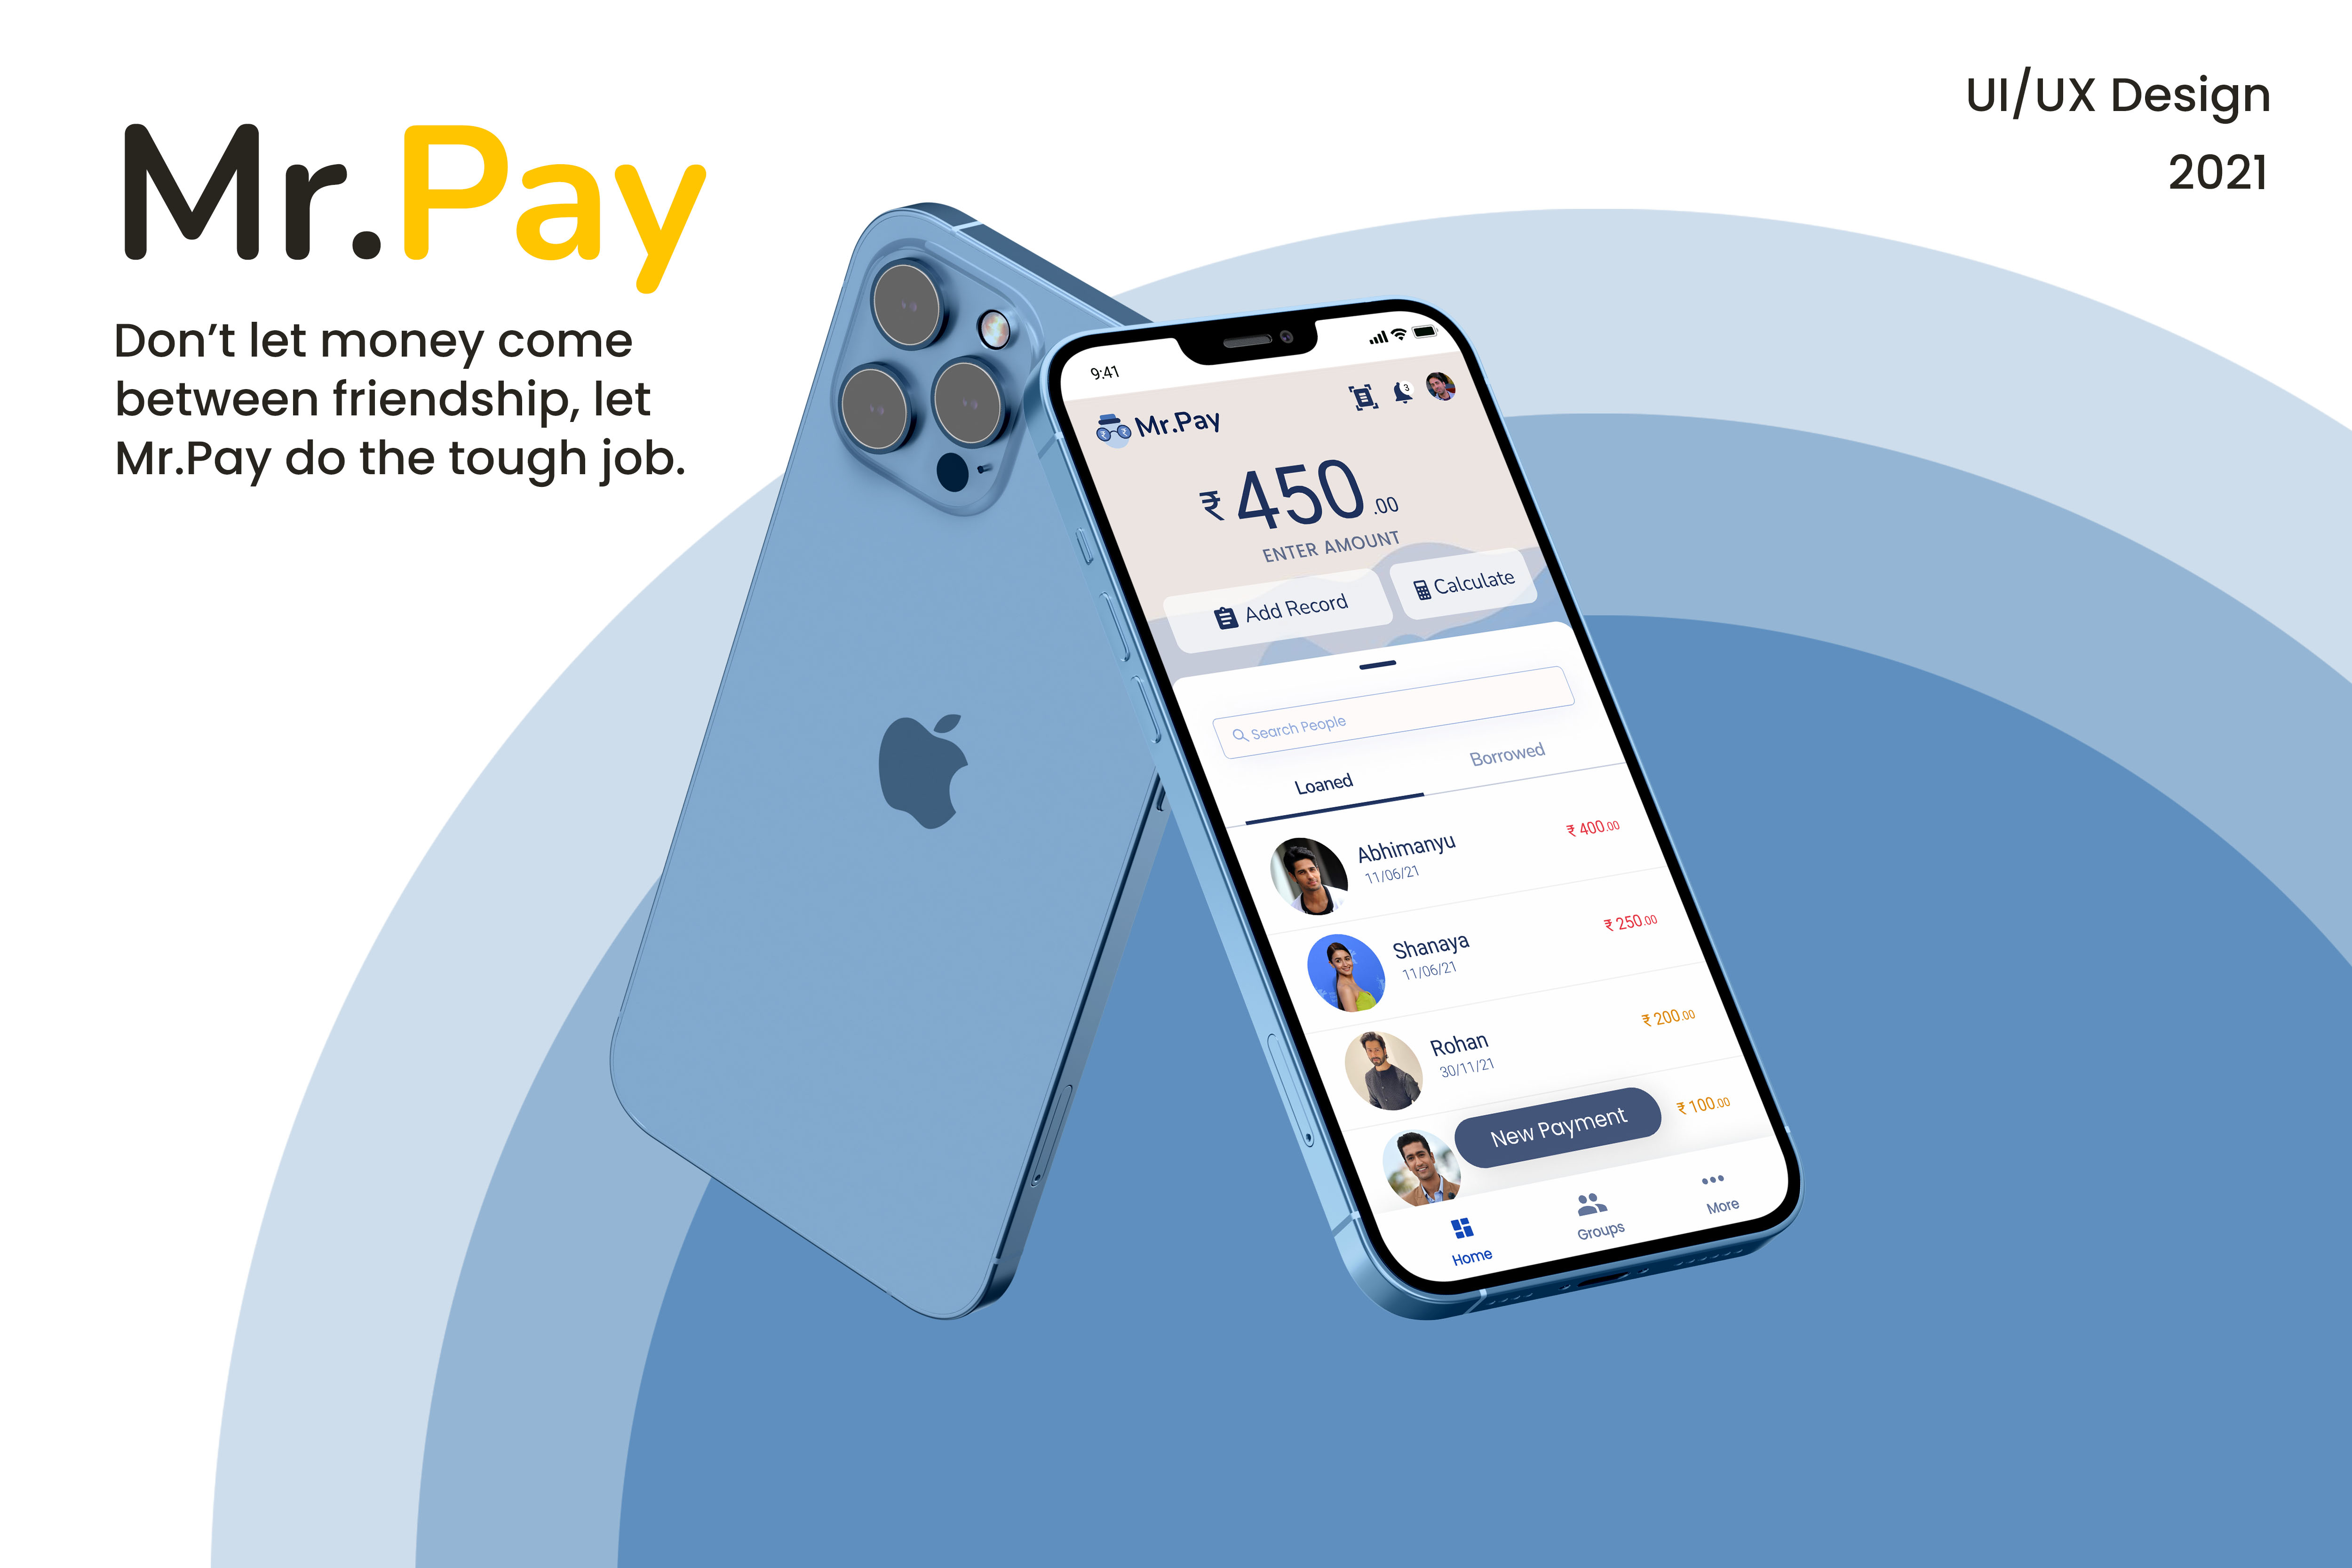 Mr.Pay
Don't let money come
between friendship, let
Mr.Pay do the tough job.
UI/UX Design
2021
9:41
3
Mr.Pay
₹ 450.00
ENTER AMOUNT
Add Record
Calculate
Search People
Loaned
Borrowed
Abhimanyu
₹ 400.00
11/06/21
Shanaya
₹ 250.00
11/06/21
Rohan
₹ 200.00
30/11/21
New Payment
₹ 100.00
Home
Groups
More